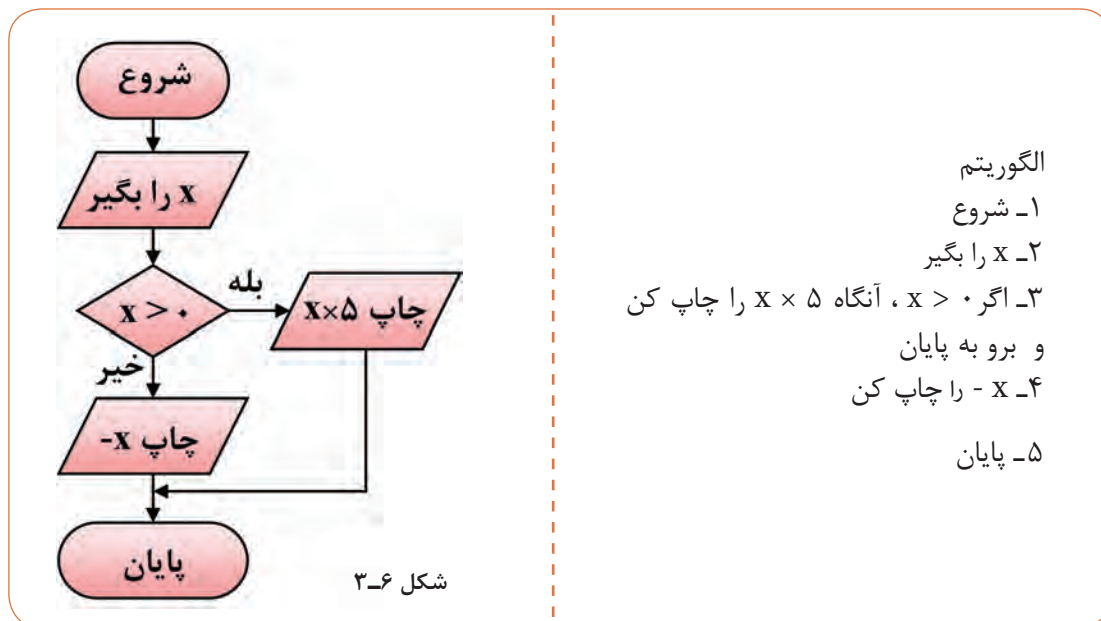 الگوریتم
۱ـ شروع
۲ـ x را بگیر
۳ـ اگر x > ۰ ، آنگاه x × ۵ را چاپ کن
و برو به پایان
۴ـ x - را چاپ کن
۵ـ پایان
شروع
x را بگیر
x > ۰
بله
چاپ x×۵
خیر
چاپ -x
پایان
شکل ۶ـ۳